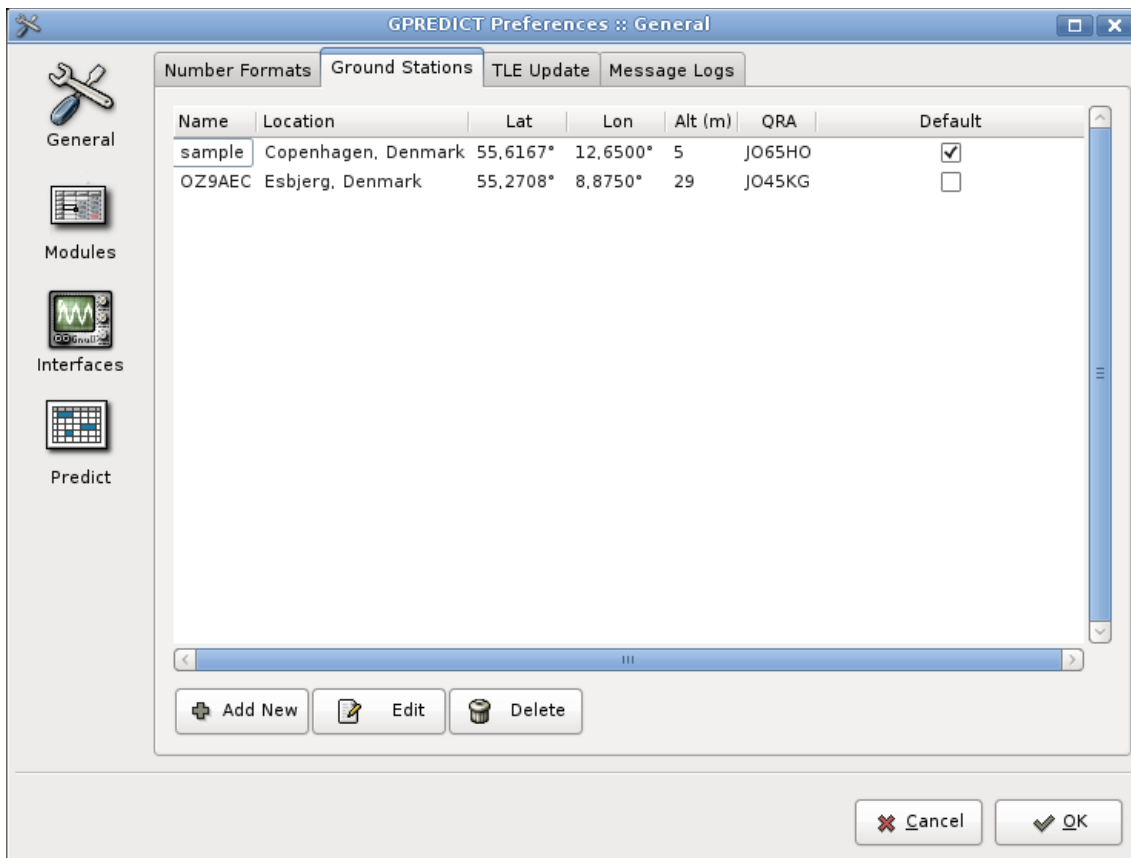 GPREDICT Preferences :: General
General
Modules
Interfaces
Predict
Number Formats Ground Stations TLE Update Message Logs
Name Location Lat Lon Alt (m) QRA Default
sample Copenhagen, Denmark 55,6167° 12,6500° 5 JO65HO
OZ9AEC Esbjerg, Denmark 55,2708° 8,8750° 29 JO45KG
Add New Edit Delete
Cancel OK